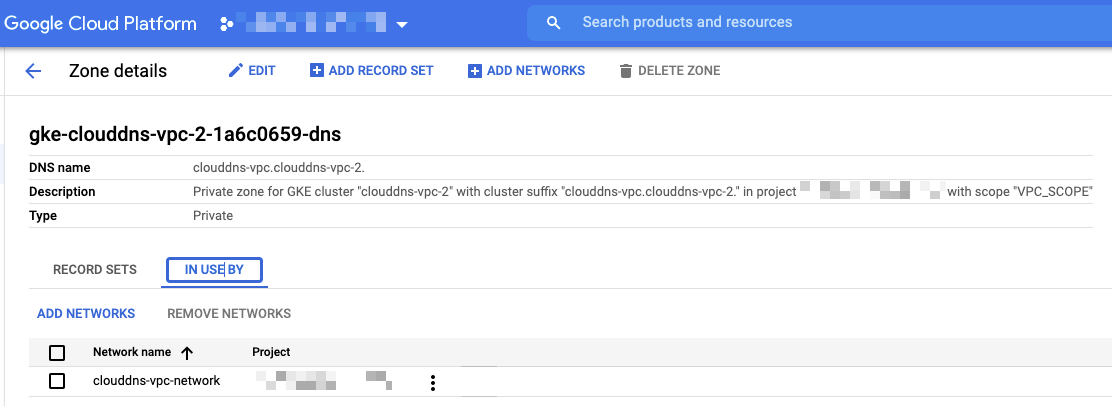 Google Cloud Platform Search products and resources
Zone details EDIT ADD RECORD SET ADD NETWORKS DELETE ZONE
gke-clouddns-vpc-2-1a6c0659-dns
DNS name clouddns-vpc.clouddns-vpc-2.
Description Private zone for GKE cluster "clouddns-vpc-2" with cluster suffix "clouddns-vpc.clouddns-vpc-2." in project with scope "VPC_SCOPE"
Type Private
RECORD SETS IN USE BY
ADD NETWORKS REMOVE NETWORKS
Network name Project
clouddns-vpc-network